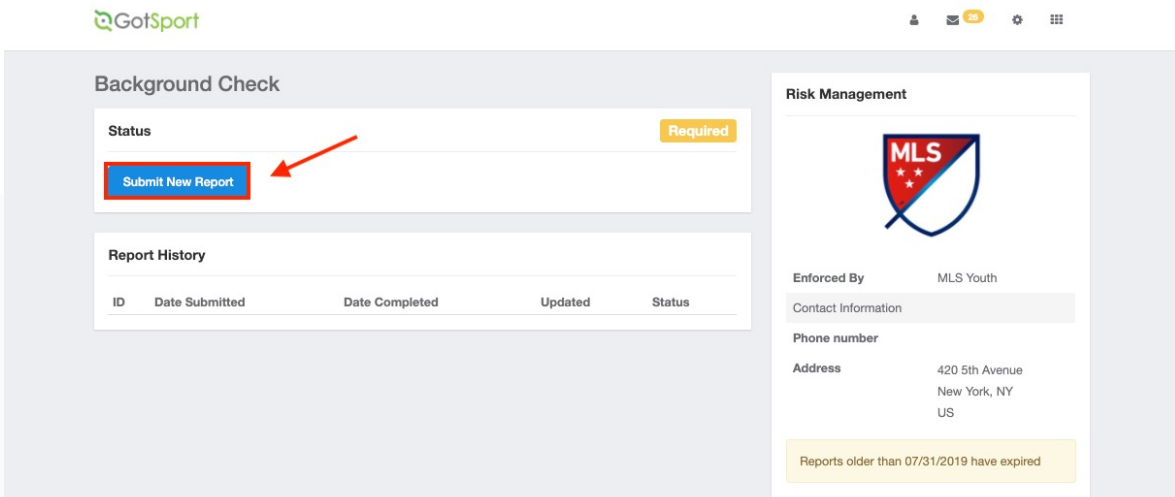 GotSport
26
Background Check
Status
Required
Submit New Report
Report History
ID Date Submitted Date Completed Updated Status
Risk Management
MLS
Enforced By MLS Youth
Contact Information
Phone number
Address 420 5th Avenue
New York, NY
US
Reports older than 07/31/2019 have expired